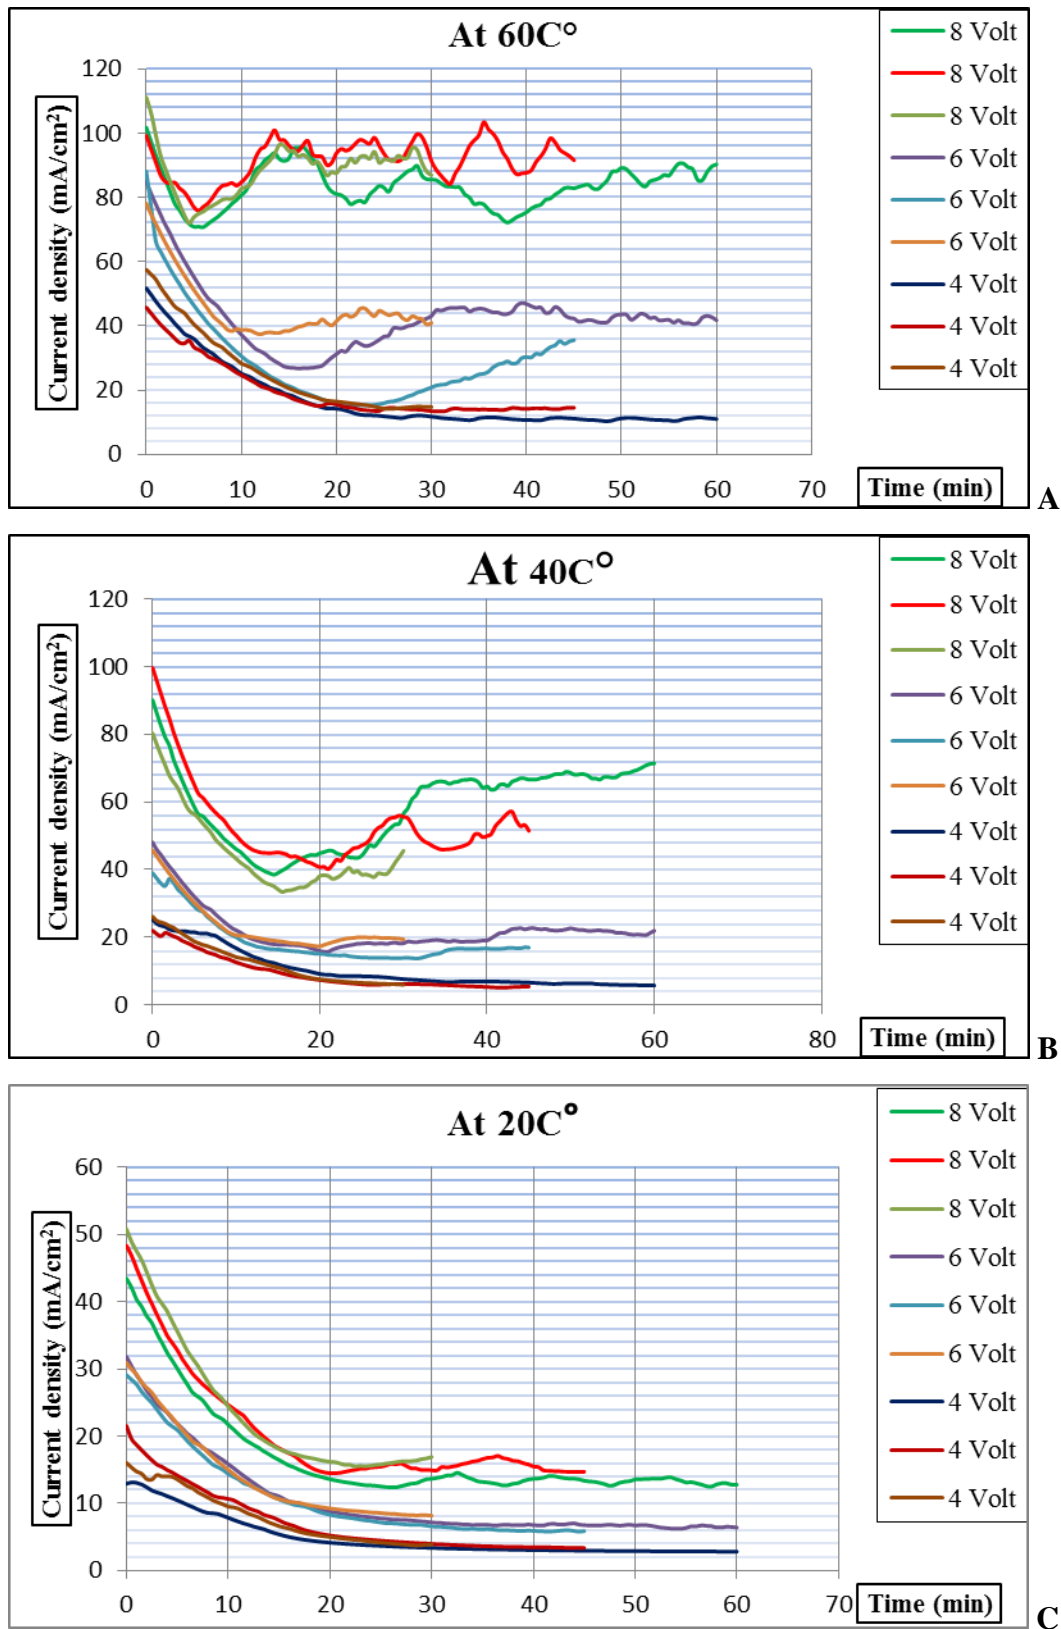 At 60C°
Current density (mA/cm²)
120
100
80
60
40
20
0
0 10 20 30 40 50 60 70
Time (min)
8 Volt
8 Volt
8 Volt
6 Volt
6 Volt
6 Volt
4 Volt
4 Volt
4 Volt
A
At 40C°
Current density (mA/cm²)
120
100
80
60
40
20
0
0 20 40 60 80
Time (min)
8 Volt
8 Volt
8 Volt
6 Volt
6 Volt
6 Volt
4 Volt
4 Volt
4 Volt
B
At 20C°
Current density (mA/cm²)
60
50
40
30
20
10
0
0 10 20 30 40 50 60 70
Time (min)
8 Volt
8 Volt
8 Volt
6 Volt
6 Volt
6 Volt
4 Volt
4 Volt
4 Volt
C